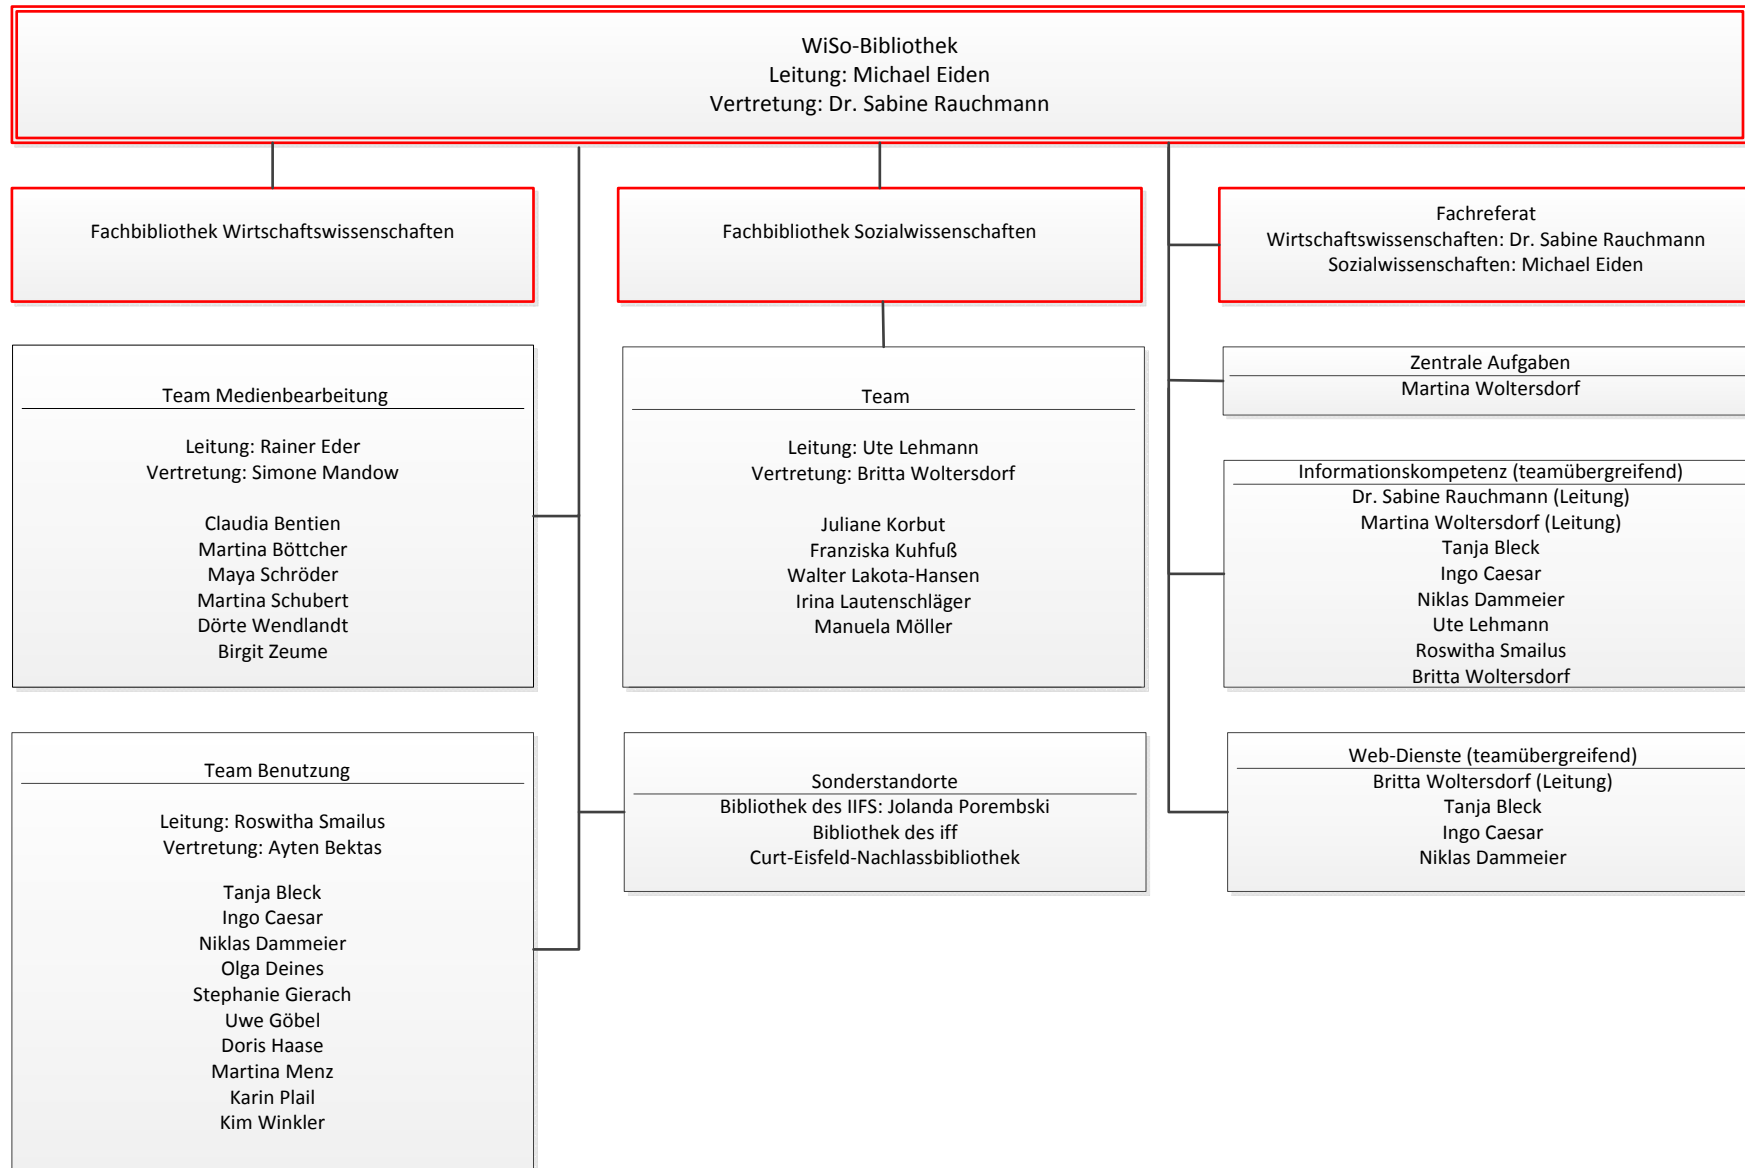 WiSo-Bibliothek
Leitung: Michael Eiden
Vertretung: Dr. Sabine Rauchmann
Fachbibliothek Wirtschaftswissenschaften
Fachbibliothek Sozialwissenschaften
Fachreferat
Wirtschaftswissenschaften: Dr. Sabine Rauchmann
Sozialwissenschaften: Michael Eiden
Team Medienbearbeitung
Leitung: Rainer Eder
Vertretung: Simone Mandow
Claudia Bentien
Martina Böttcher
Maya Schröder
Martina Schubert
Dörte Wendlandt
Birgit Zeume
Team
Leitung: Ute Lehmann
Vertretung: Britta Woltersdorf
Juliane Korbut
Franziska Kuhfuß
Walter Lakota-Hansen
Irina Lautenschläger
Manuela Möller
Zentrale Aufgaben
Martina Woltersdorf
Informationskompetenz (teamübergreifend)
Dr. Sabine Rauchmann (Leitung)
Martina Woltersdorf (Leitung)
Tanja Bleck
Ingo Caesar
Niklas Dammeier
Ute Lehmann
Roswitha Smailus
Britta Woltersdorf
Team Benutzung
Leitung: Roswitha Smailus
Vertretung: Ayten Bektas
Tanja Bleck
Ingo Caesar
Niklas Dammeier
Olga Deines
Stephanie Gierach
Uwe Göbel
Doris Haase
Martina Menz
Karin Plail
Kim Winkler
Sonderstandorte
Bibliothek des IIFS: Jolanda Porembski
Bibliothek des iff
Curt-Eisfeld-Nachlassbibliothek
Web-Dienste (teamübergreifend)
Britta Woltersdorf (Leitung)
Tanja Bleck
Ingo Caesar
Niklas Dammeier